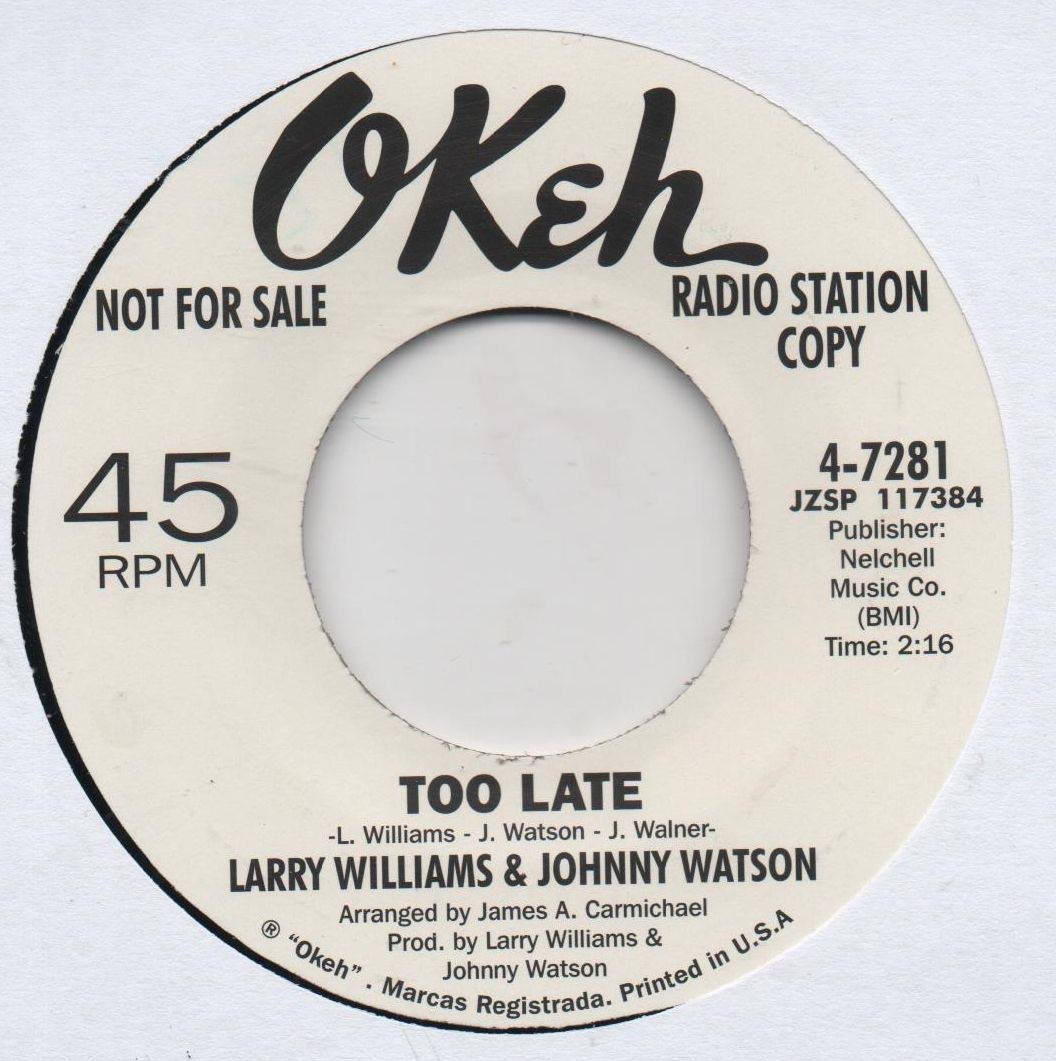 OKeh
NOT FOR SALE
RADIO STATION
COPY
45
RPM
4-7281
JZSP 117384
Publisher:
Nelchell
Music Co.
(BMI)
Time: 2:16
TOO LATE
-L. Williams - J. Watson - J. Walner-
LARRY WILLIAMS & JOHNNY WATSON
Arranged by James A. Carmichael
Prod. by Larry Williams &
Johnny Watson
® “Okeh” . Marcas Registrada. Printed in U.S.A